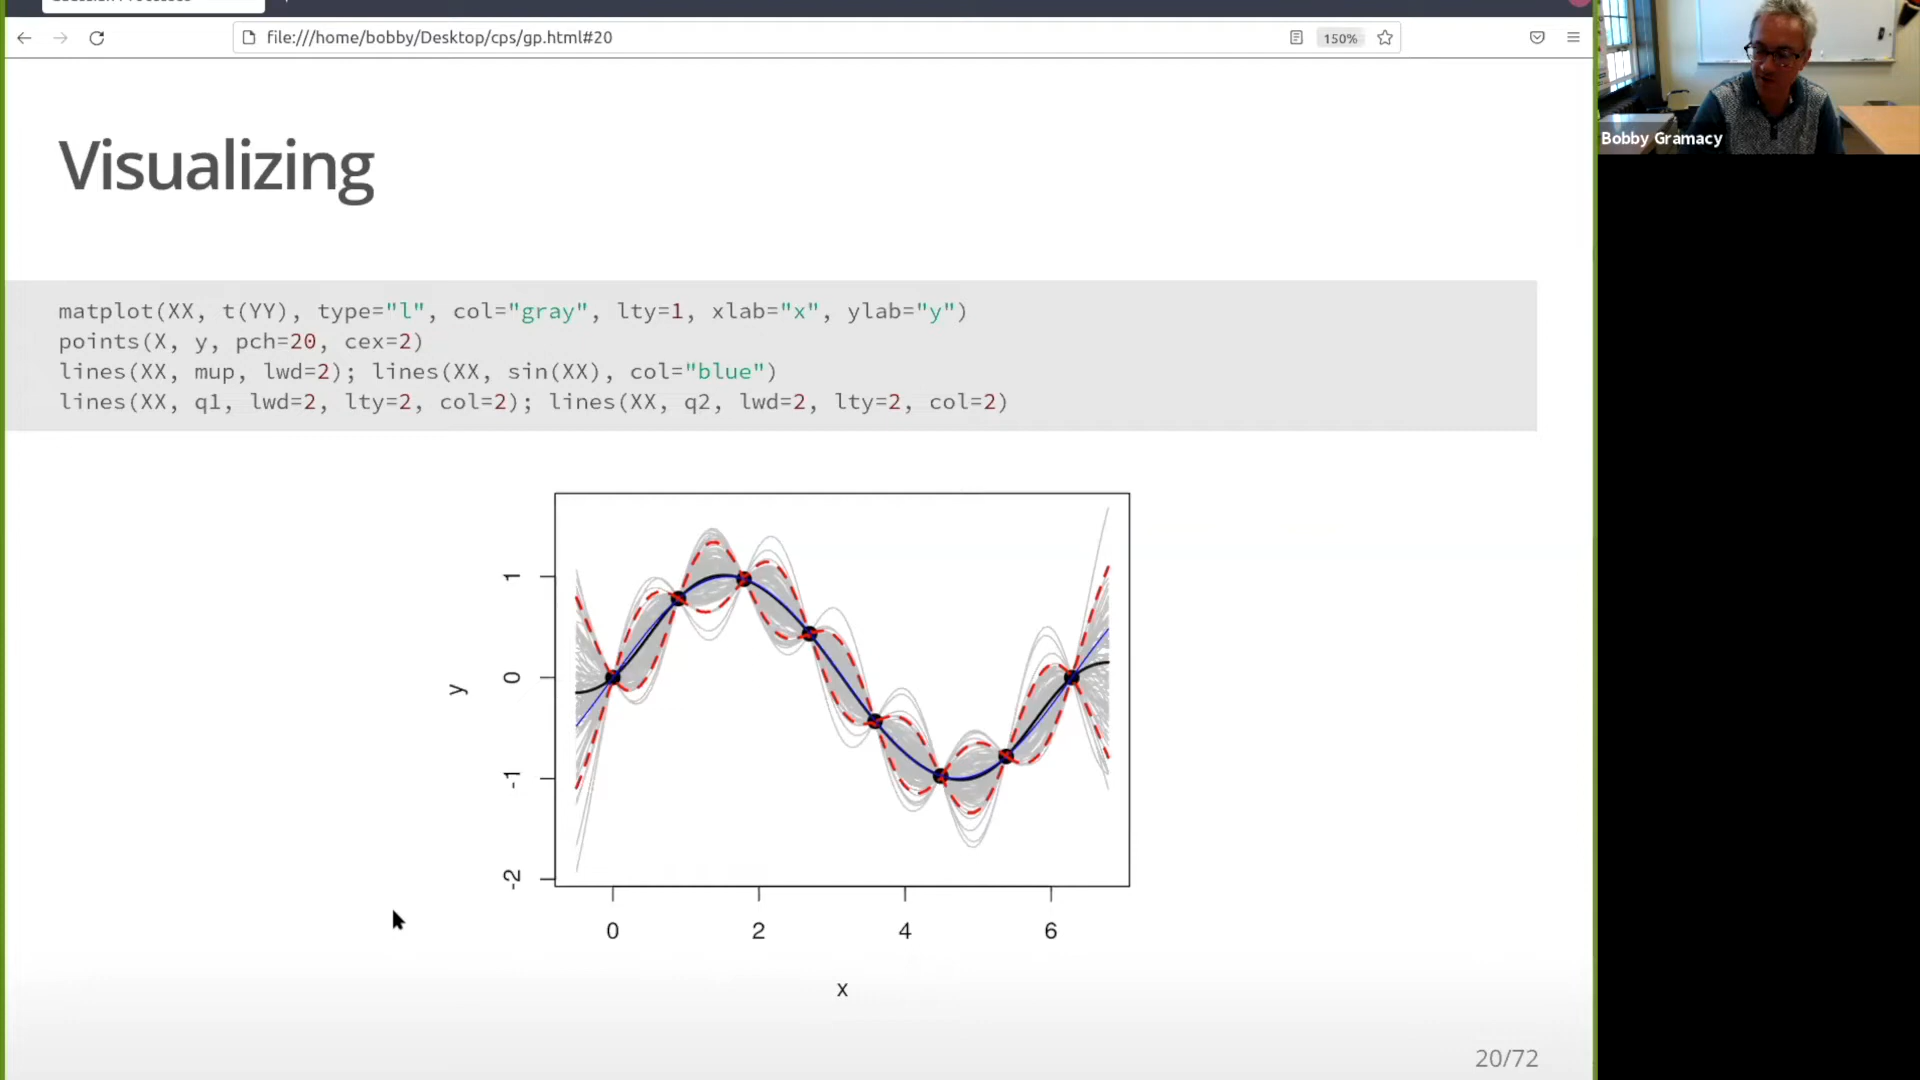 file:///home/bobby/Desktop/cps/gp.html#20
150%
Bobby Gramacy
Visualizing
matplot(XX, t(YY), type="l", col="gray", lty=1, xlab="x", ylab="y")
points(X, y, pch=20, cex=2)
lines(XX, mup, lwd=2); lines(XX, sin(XX), col="blue")
lines(XX, q1, lwd=2, lty=2, col=2); lines(XX, q2, lwd=2, lty=2, col=2)
1
0
-1
-2
y
0 2 4 6
x
20/72